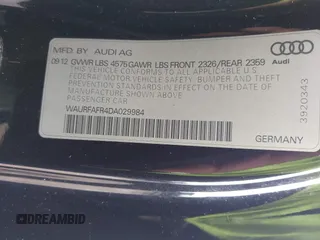 MFD BY AUDI AG
09.12 GVWR LBS 4575 GAWR LBS FRONT 2326/REAR 2359
THIS VEHICLE CONFORMS TO ALL APPLICABLE
FEDERAL MOTOR VEHICLE SAFETY, BUMPER AND THEFT
PREVENTION STANDARDS IN EFFECT ON THE DATE OF
MANUFACTURE SHOWN ABOVE
PASSENGER CAR
WAURFAFR4DA029984
Audi
3920343
DREAMBID